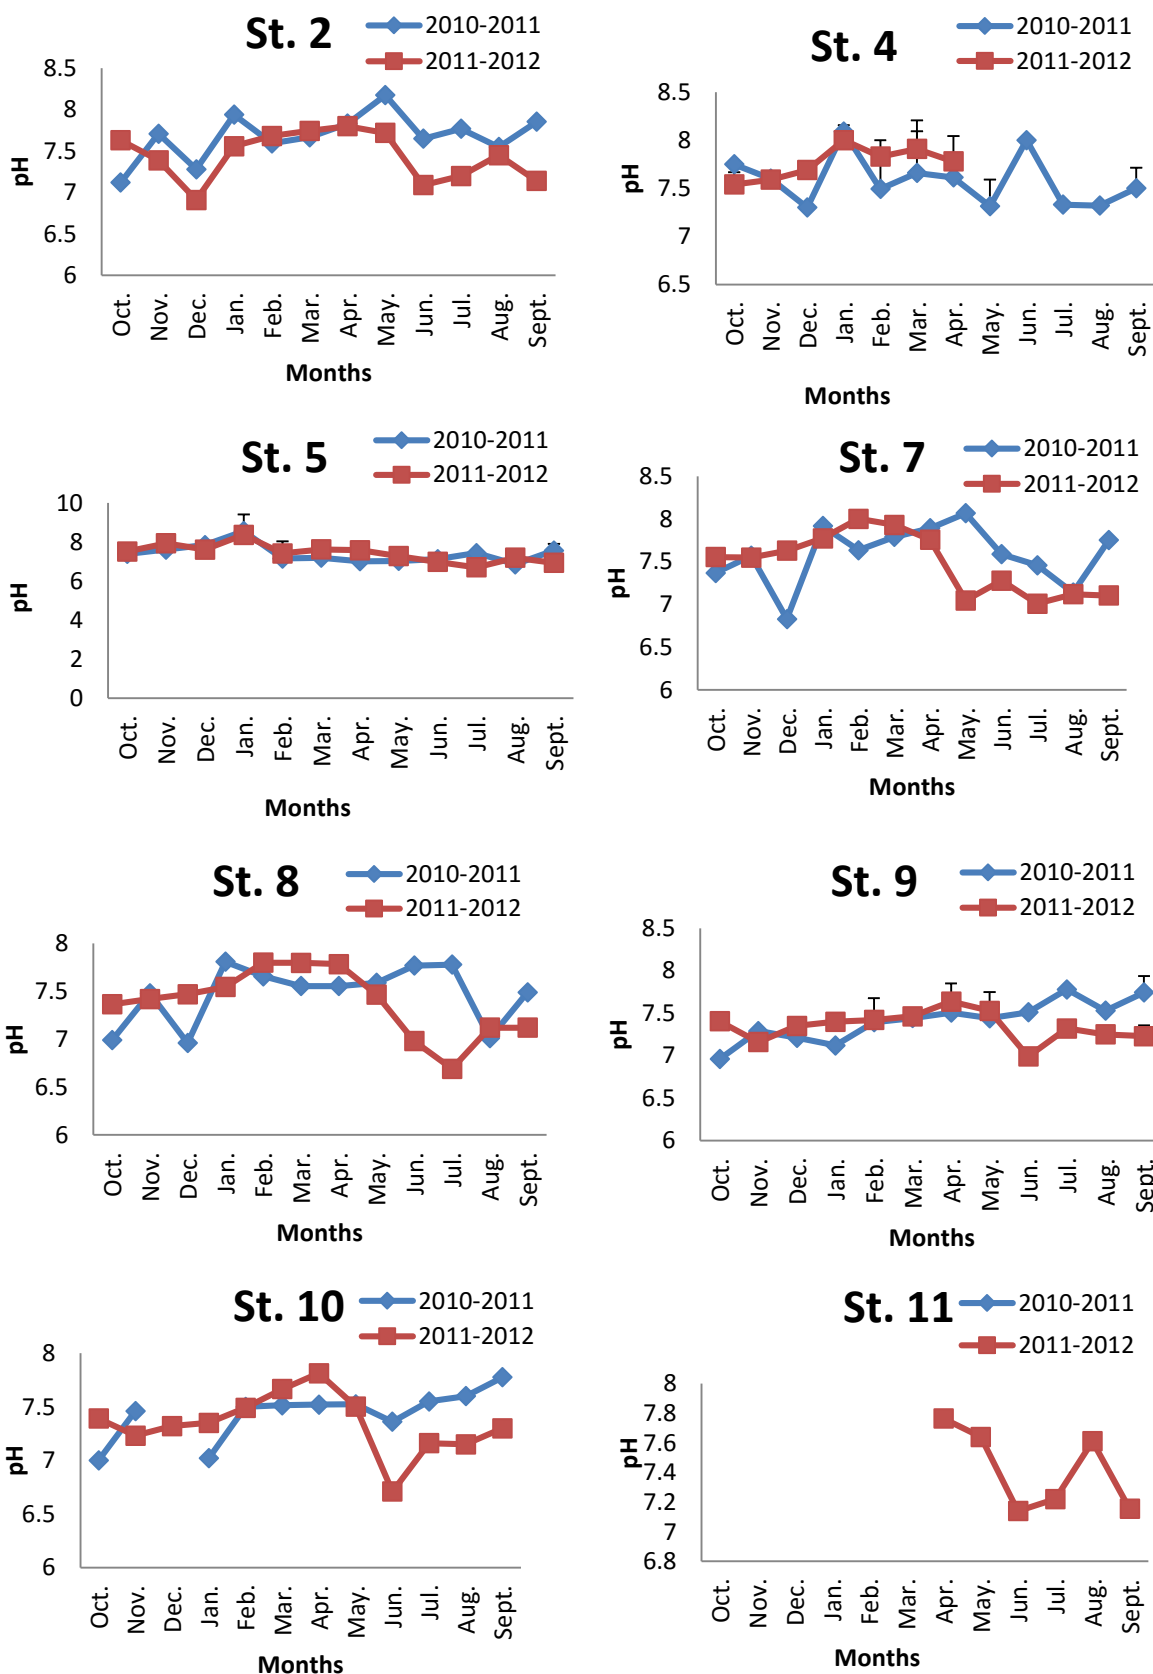 St. 2
2010-2011
2011-2012
8.5
8
7.5
7
6.5
6
pH
Oct.
Nov.
Dec.
Jan.
Feb.
Mar.
Apr.
May.
Jun.
Jul.
Aug.
Sept.
Months
St. 4
2010-2011
2011-2012
8.5
8
7.5
7
6.5
pH
Oct.
Nov.
Dec.
Jan.
Feb.
Mar.
Apr.
May.
Jun.
Jul.
Aug.
Sept.
Months
St. 5
2010-2011
2011-2012
10
8
6
4
2
0
pH
Oct.
Nov.
Dec.
Jan.
Feb.
Mar.
Apr.
May.
Jun.
Jul.
Aug.
Sept.
Months
St. 7
2010-2011
2011-2012
8.5
8
7.5
7
6.5
6
pH
Oct.
Nov.
Dec.
Jan.
Feb.
Mar.
Apr.
May.
Jun.
Jul.
Aug.
Sept.
Months
St. 8
2010-2011
2011-2012
8
7.5
7
6.5
6
pH
Oct.
Nov.
Dec.
Jan.
Feb.
Mar.
Apr.
May.
Jun.
Jul.
Aug.
Sept.
Months
St. 9
2010-2011
2011-2012
8.5
8
7.5
7
6.5
6
pH
Oct.
Nov.
Dec.
Jan.
Feb.
Mar.
Apr.
May.
Jun.
Jul.
Aug.
Sept.
Months
St. 10
2010-2011
2011-2012
8
7.5
7
6.5
6
pH
Oct.
Nov.
Dec.
Jan.
Feb.
Mar.
Apr.
May.
Jun.
Jul.
Aug.
Sept.
Months
St. 11
2010-2011
2011-2012
8
7.8
7.6
7.4
7.2
7
6.8
pH
Oct.
Nov.
Dec.
Jan.
Feb.
Mar.
Apr.
May.
Jun.
Jul.
Aug.
Sept.
Months